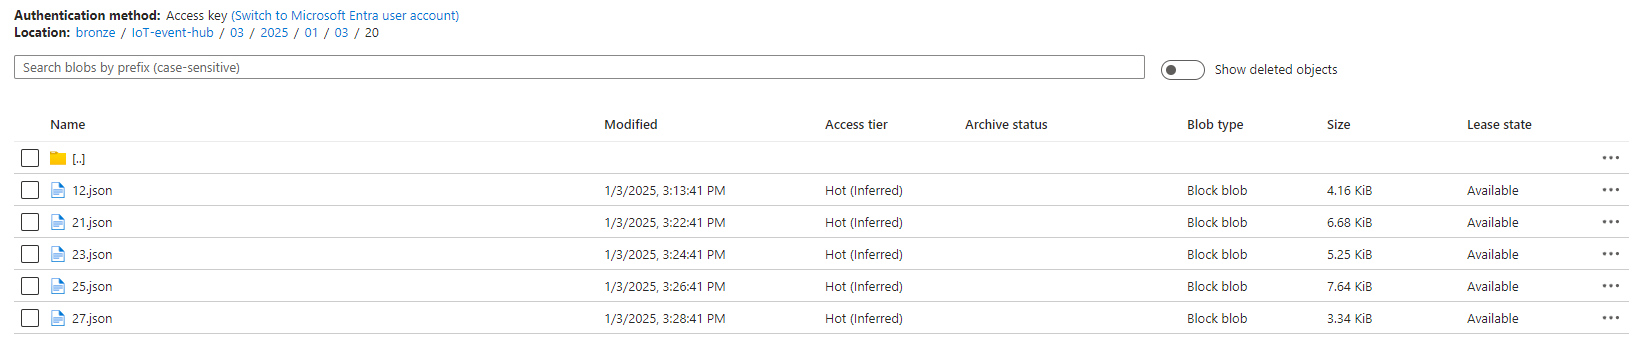 Authentication method: Access key (Switch to Microsoft Entra user account)
Location: bronze / IoT-event-hub / 03 / 2025 / 01 / 03 / 20
Search blobs by prefix (case-sensitive)
Show deleted objects
Name Modified Access tier Archive status Blob type Size Lease state
[..] •••
12.json 1/3/2025, 3:13:41 PM Hot (Inferred) Block blob 4.16 KiB Available •••
21.json 1/3/2025, 3:22:41 PM Hot (Inferred) Block blob 6.68 KiB Available •••
23.json 1/3/2025, 3:24:41 PM Hot (Inferred) Block blob 5.25 KiB Available •••
25.json 1/3/2025, 3:26:41 PM Hot (Inferred) Block blob 7.64 KiB Available •••
27.json 1/3/2025, 3:28:41 PM Hot (Inferred) Block blob 3.34 KiB Available •••